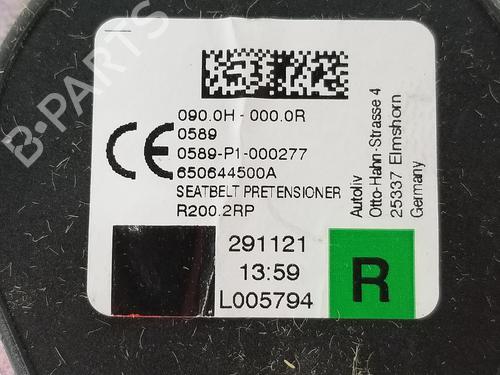 B-PARTS
090.0H - 000.0R
CE
0589
0589-P1-000277
650644500A
SEATBELT PRETENSIONER
R200.2RP
Autoliv
Otto-Hahn-Strasse 4
25337 Elmshorn
Germany
291121
13:59
L005794
R